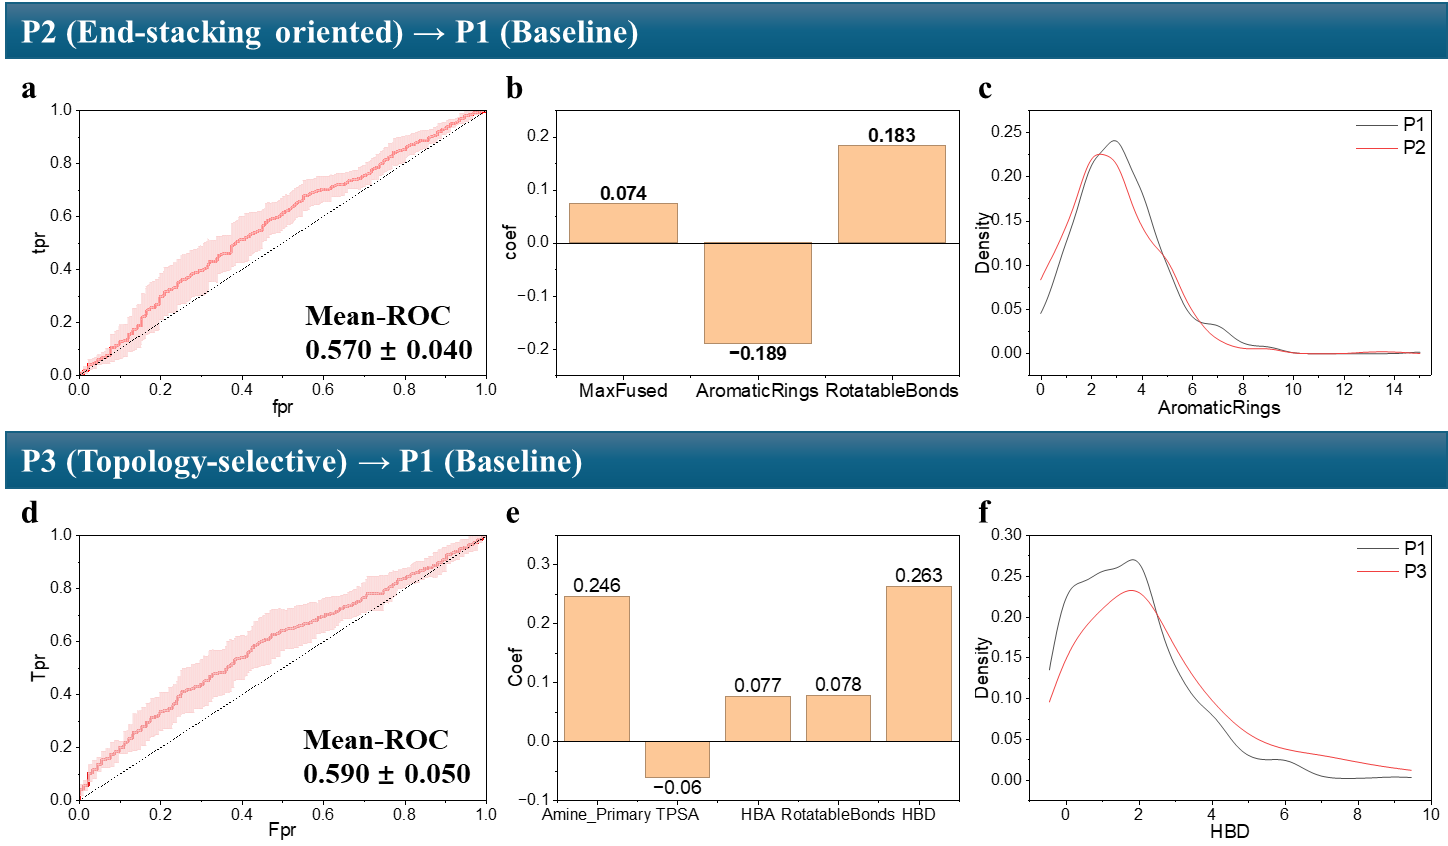 P2 (End-stacking oriented) → P1 (Baseline)
a
tpr
1.0
0.8
0.6
0.4
0.2
0.0
0.0 0.2 0.4 0.6 0.8 1.0
fpr
Mean-ROC
0.570 ± 0.040
b
coef
0.2
0.1
0.0
−0.1
−0.2
0.074
−0.189
0.183
MaxFused AromaticRings RotatableBonds
c
Density
0.25
0.20
0.15
0.10
0.05
0.00
0 2 4 6 8 10 12 14
AromaticRings
P1
P2
P3 (Topology-selective) → P1 (Baseline)
d
Tpr
1.0
0.8
0.6
0.4
0.2
0.0
0.0 0.2 0.4 0.6 0.8 1.0
Fpr
Mean-ROC
0.590 ± 0.050
e
Coef
0.3
0.2
0.1
0.0
−0.1
0.246
−0.06
0.077
0.078
0.263
Amine_Primary TPSA HBA RotatableBonds HBD
f
Density
0.30
0.25
0.20
0.15
0.10
0.05
0.00
0 2 4 6 8 10
HBD
P1
P3